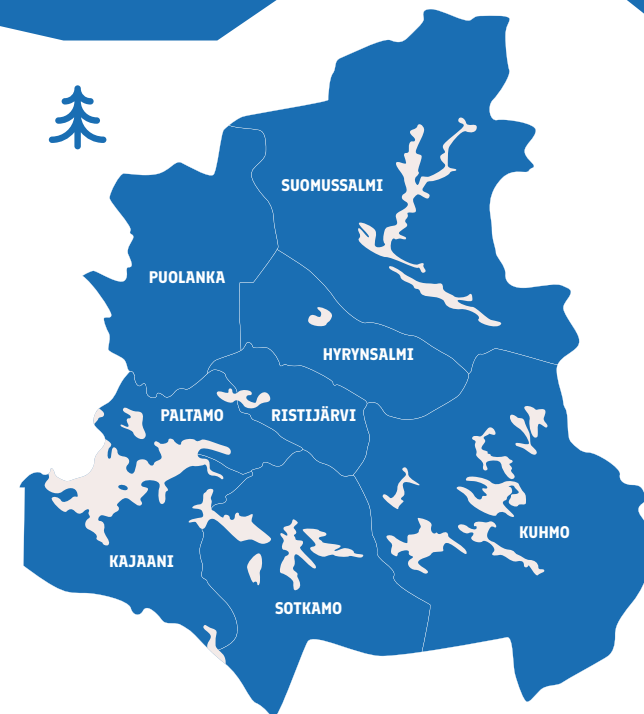 SUOMUSSALMI
PUOLANKA
HYRYNSALMI
PALTAMO
RISTIJÄRVI
KUHMO
KAJAANI
SOTKAMO